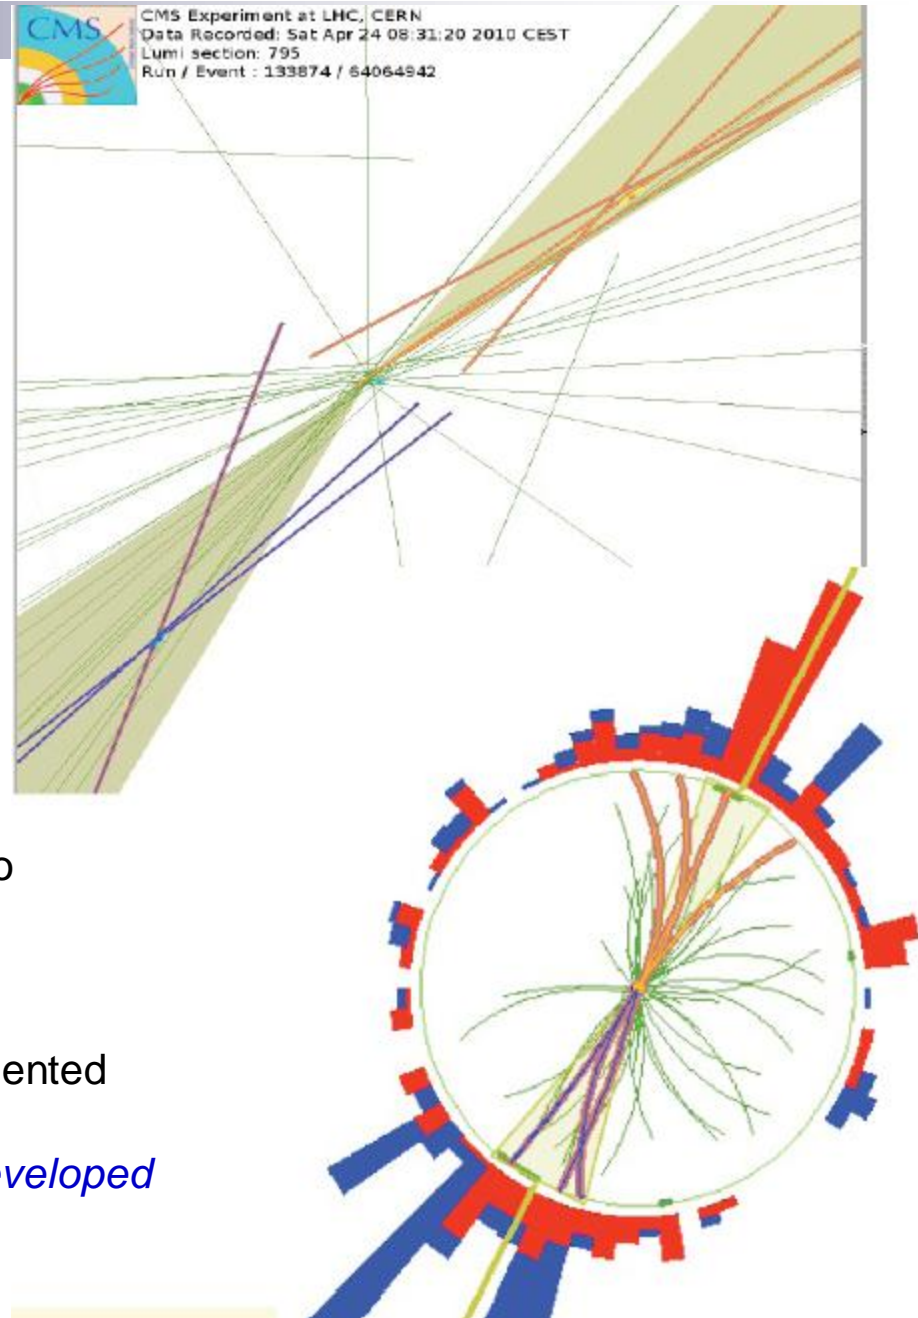 CMS
CMS Experiment at LHC, CERN
Data Recorded: Sat Apr 24 08:31:20 2010 CEST
Lumi section: 795
Run / Event : 133874 / 64064942
o
ented
eveloped